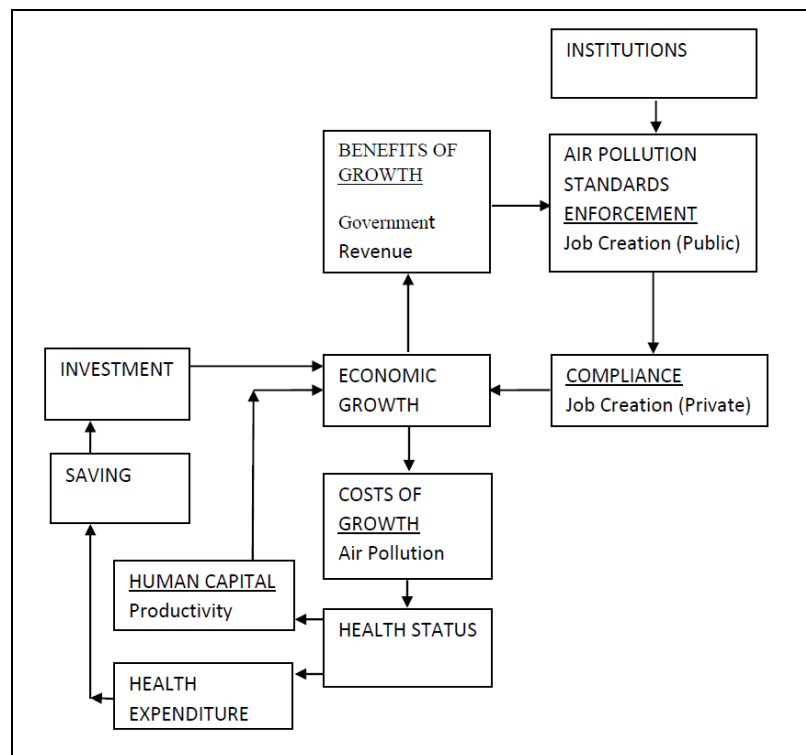 INSTITUTIONS
BENEFITS OF
GROWTH
Government
Revenue
AIR POLLUTION
STANDARDS
ENFORCEMENT
Job Creation (Public)
INVESTMENT
ECONOMIC
GROWTH
COMPLIANCE
Job Creation (Private)
SAVING
COSTS OF
GROWTH
Air Pollution
HUMAN CAPITAL
Productivity
HEALTH STATUS
HEALTH
EXPENDITURE